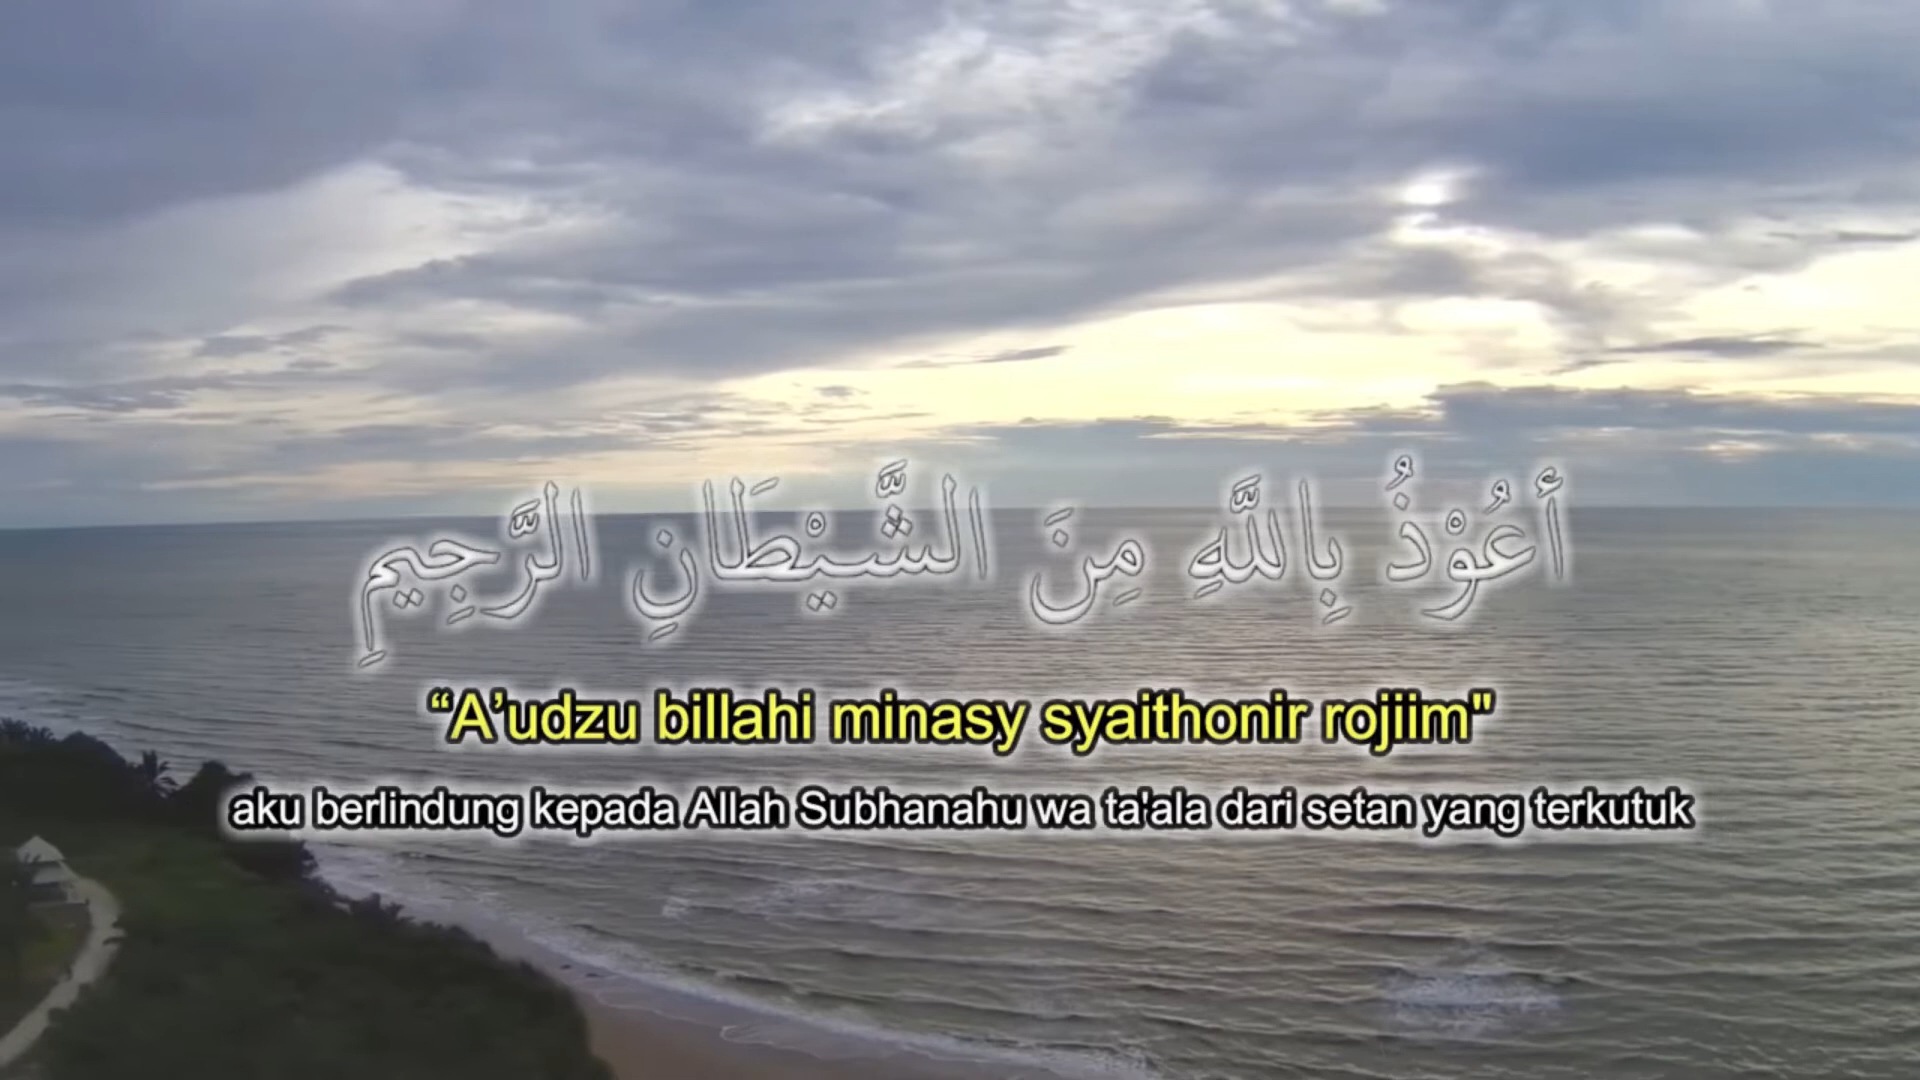 أَعُوْذُ بِاللَّهِ مِنَ الشَّيْطَانِ الرَّجِيمِ
“A’udzu billahi minasy syaithonir rojiim"
aku berlindung kepada Allah Subhanahu wa ta'ala dari setan yang terkutuk